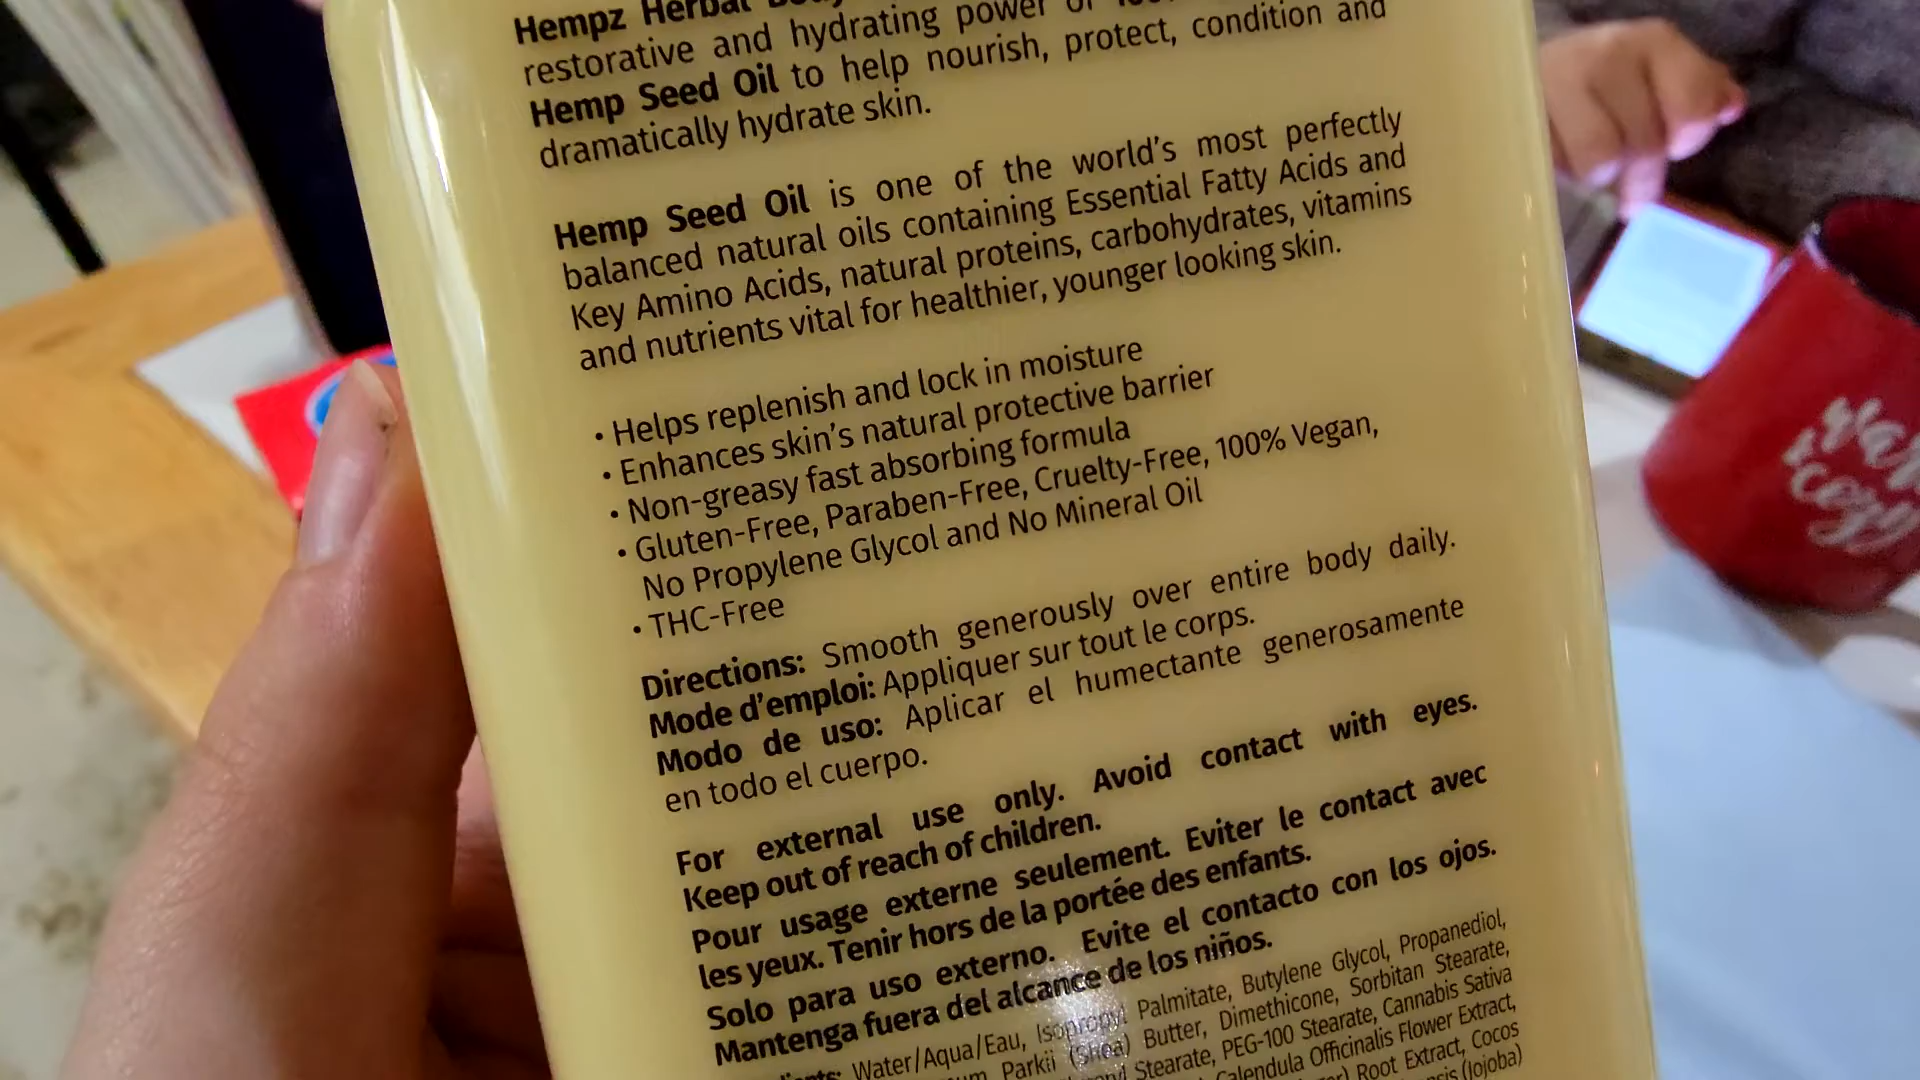 Hempz Herbal Body
restorative and hydrating power of
Hemp Seed Oil to help nourish, protect, condition and
dramatically hydrate skin.
Hemp Seed Oil is one of the world's most perfectly
balanced natural oils containing Essential Fatty Acids and
Key Amino Acids, natural proteins, carbohydrates, vitamins
and nutrients vital for healthier, younger looking skin.
• Helps replenish and lock in moisture
• Enhances skin's natural protective barrier
• Non-greasy fast absorbing formula
• Gluten-Free, Paraben-Free, Cruelty-Free, 100% Vegan,
No Propylene Glycol and No Mineral Oil
• THC-Free
Directions: Smooth generously over entire body daily.
Mode d'emploi: Appliquer sur tout le corps.
Modo de uso: Aplicar el humectante generosamente
en todo el cuerpo.
For external use only. Avoid contact with eyes.
Keep out of reach of children.
Pour usage externe seulement. Eviter le contact avec
les yeux. Tenir hors de la portée des enfants.
Solo para uso externo. Evite el contacto con los ojos.
Mantenga fuera del alcance de los niños.
Water/Aqua/Eau, Isopropyl Palmitate, Butylene Glycol, Propanediol,
Parkii (Shea) Butter, Dimethicone, Sorbitan Stearate,
Stearate, PEG-100 Stearate, Cannabis Sativa
Calendula Officinalis Flower Extract,
Root Extract, Cocos
(Jojoba)
cozy